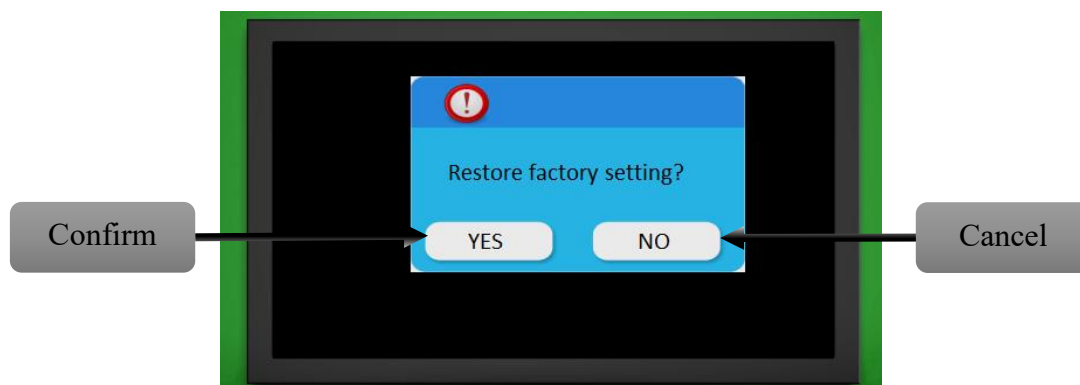 Restore factory setting?
Confirm
YES
NO
Cancel